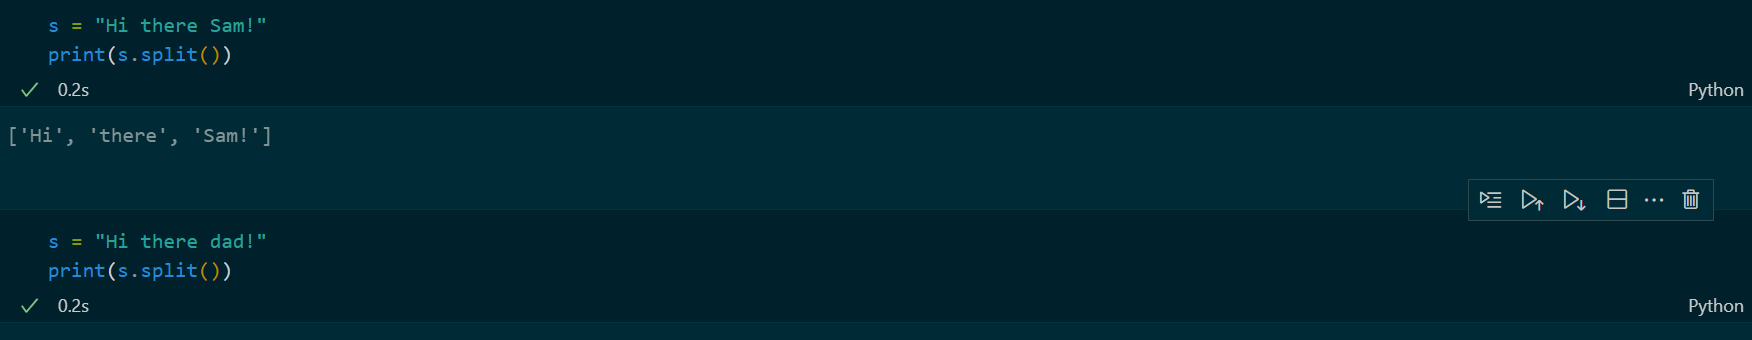 s = "Hi there Sam!"
print(s.split())
0.2s
Python
['Hi', 'there', 'Sam!']
s = "Hi there dad!"
print(s.split())
0.2s
Python